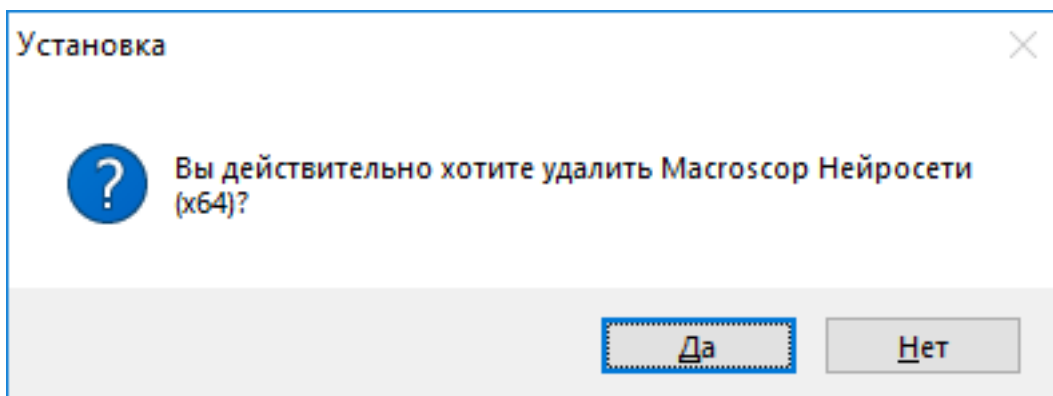 Установка
Вы действительно хотите удалить Macroscop Нейросети
(x64)?
Да
Нет